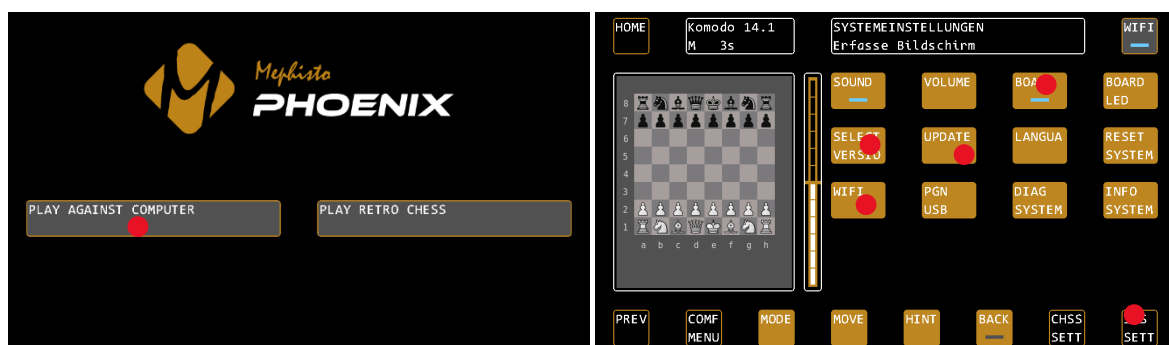 Mephisto
PHOENIX
PLAY AGAINST COMPUTER
PLAY RETRO CHESS
HOME
Komodo 14.1
M 3s
SYSTEMEINSTELLUNGEN
Erfasse Bildschirm
WIFI
SOUND
VOLUME
BOARD
LED
UPDATE
LANGUA
RESET
SYSTEM
WIFI
PGN
USB
DIAG
SYSTEM
INFO
SYSTEM
8
7
6
5
4
3
2
1
a b c d e f g h
PREV
COMF
MENU
MODE
MOVE
HINT
BACK
CHSS
SETT
SETT